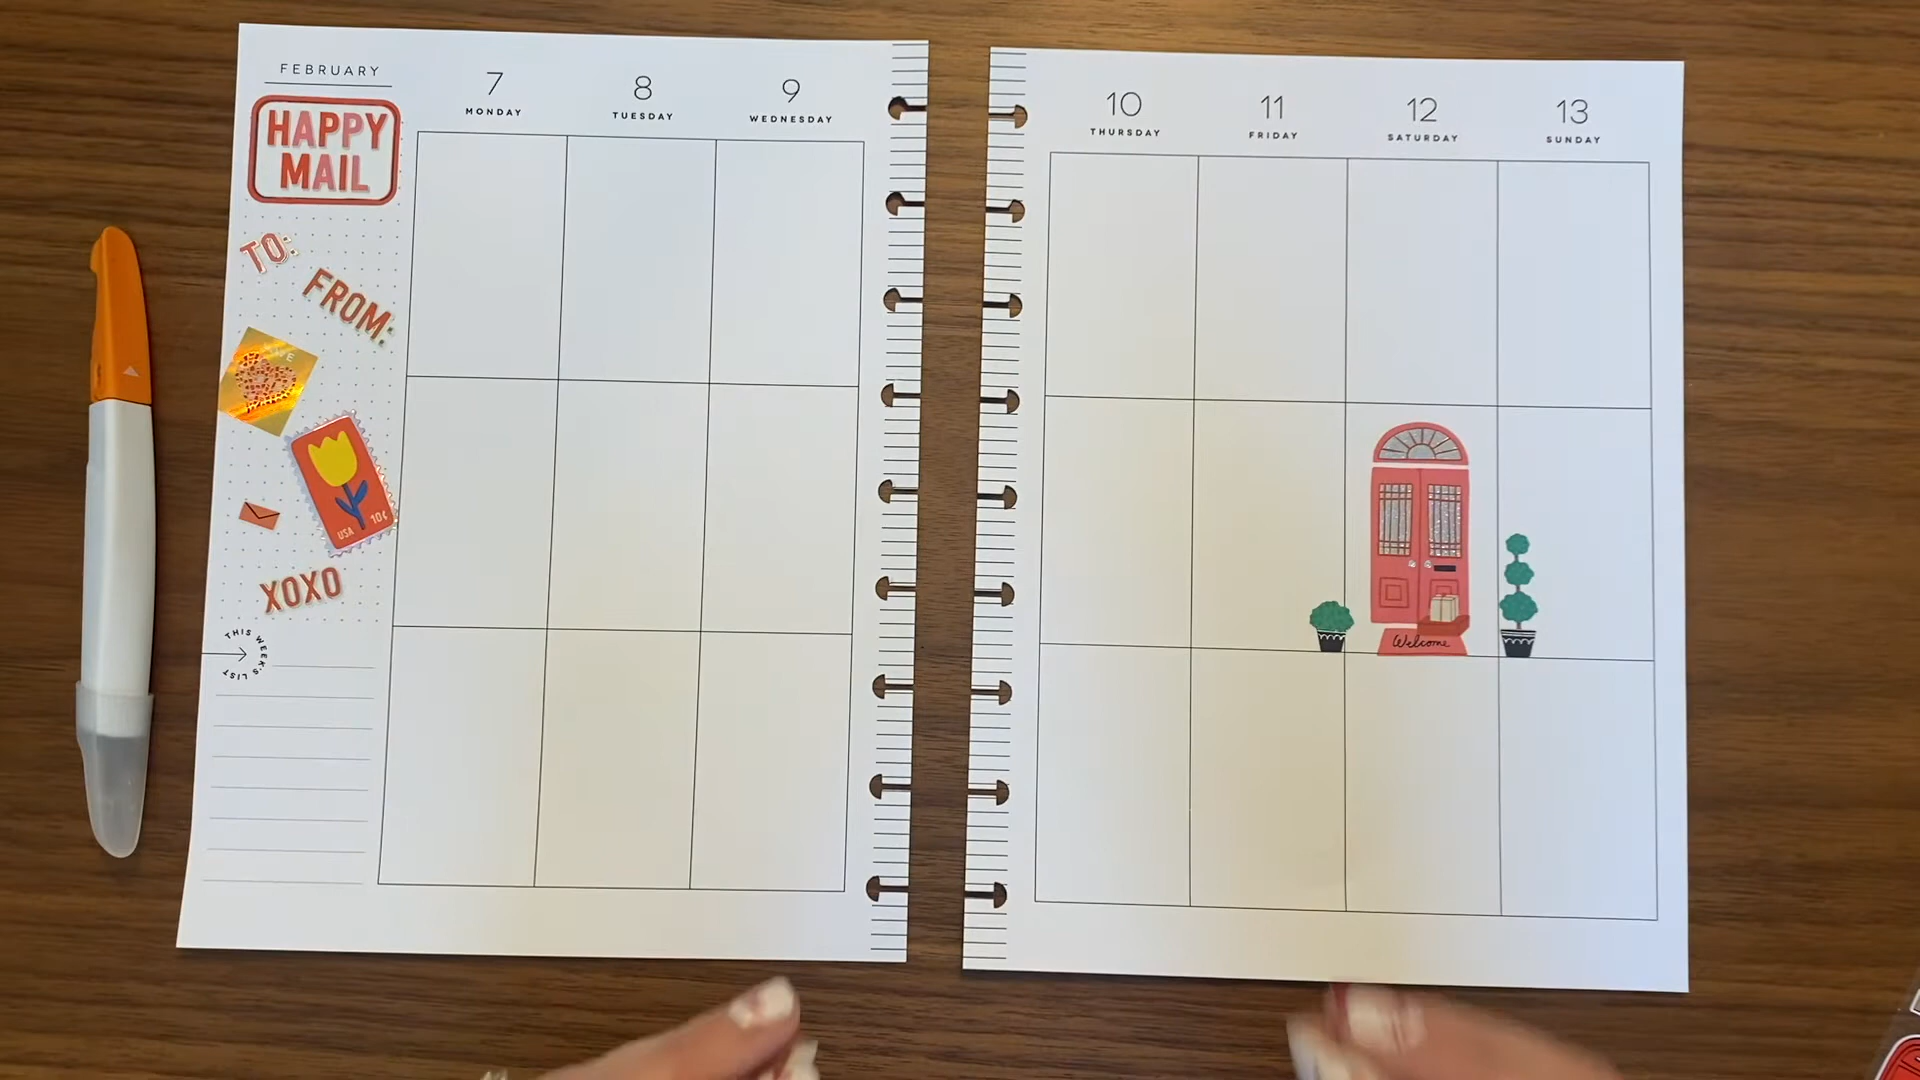 FEBRUARY
HAPPY
MAIL
TO:
FROM:
USA 10¢
XOXO
THIS WEEK'S LIST
7
MONDAY
8
TUESDAY
9
WEDNESDAY
10
THURSDAY
11
FRIDAY
12
SATURDAY
13
SUNDAY
Welcome